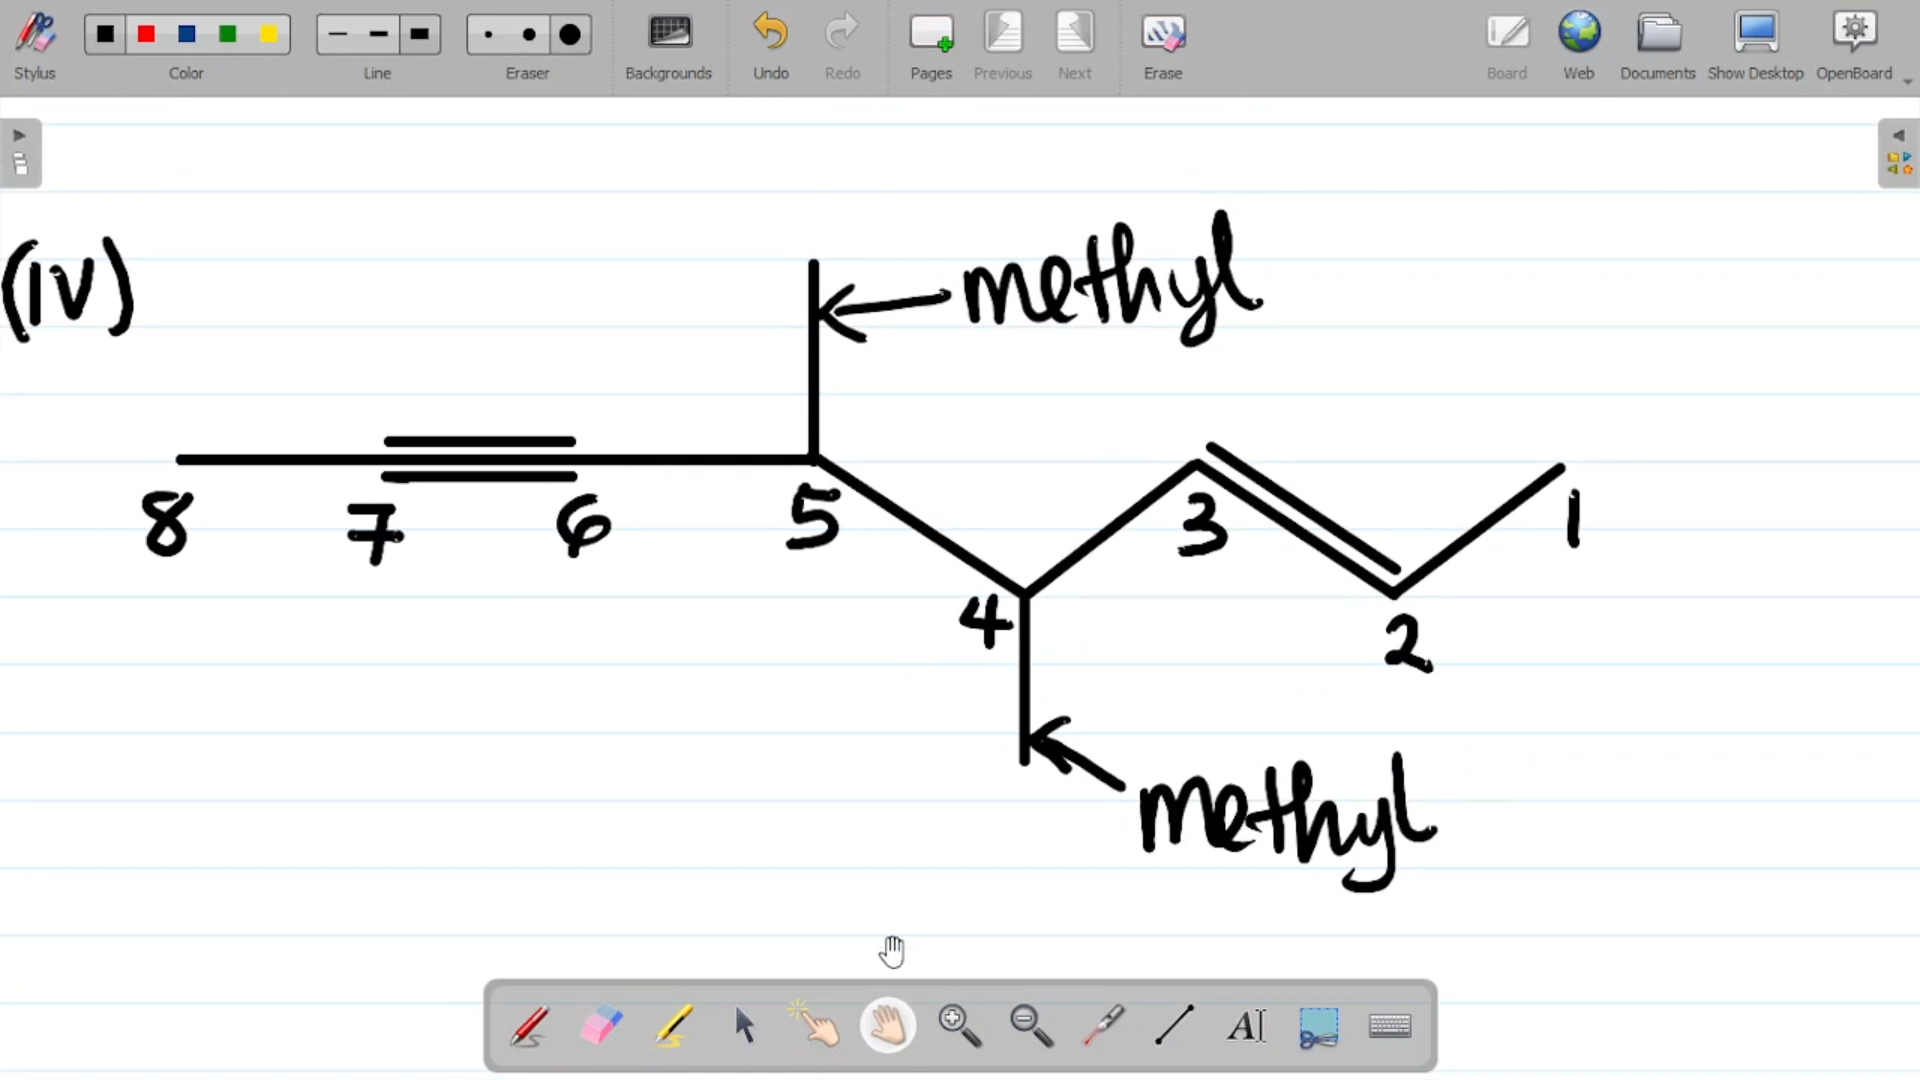 Stylus
Color
Line
Eraser
Backgrounds
Undo
Redo
Pages
Previous
Next
Erase
Board
Web
Documents
Show Desktop
OpenBoard
(IV)
methyl
8 7 6 5 3 1
4 2
methyl
AI